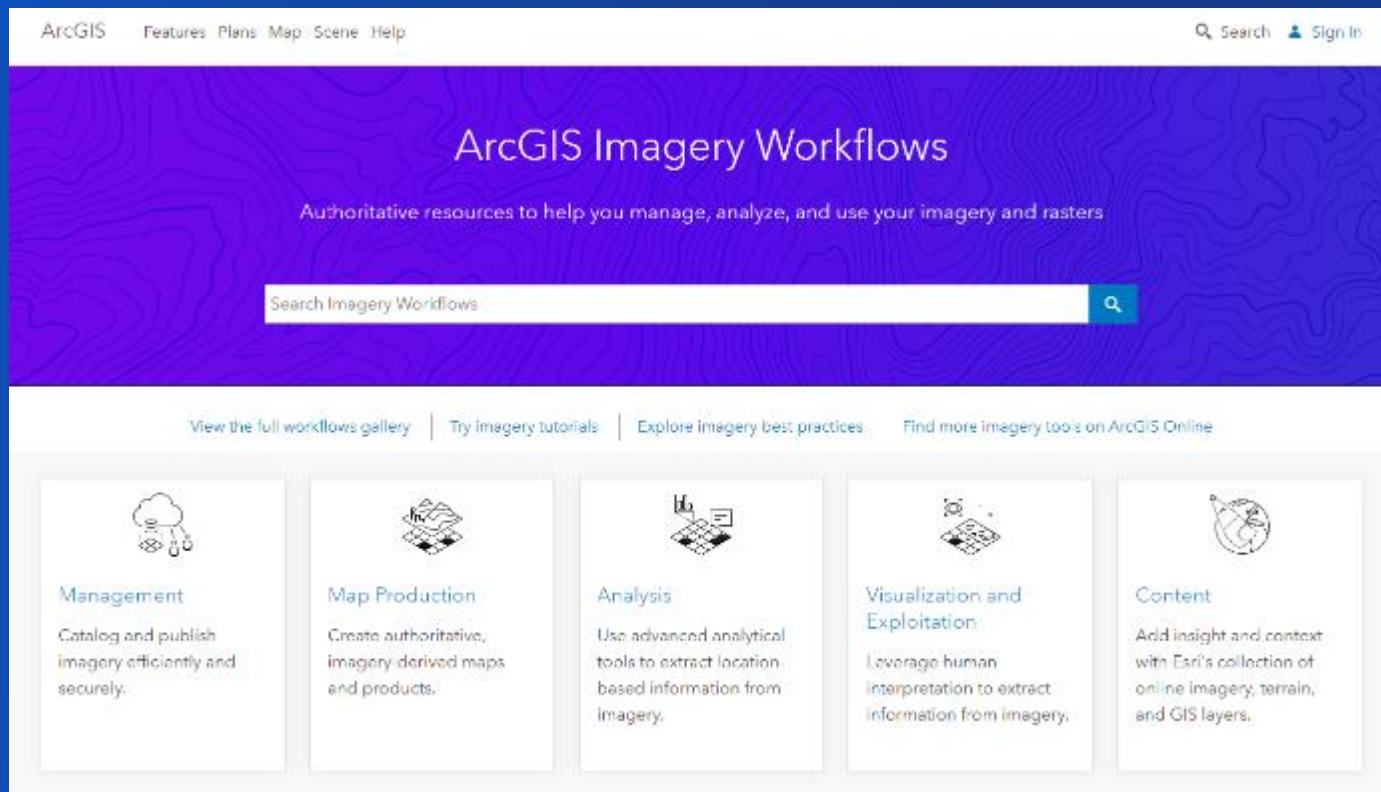 ArcGIS Features Plans Map Scene Help Search Sign In
ArcGIS Imagery Workflows
Authoritative resources to help you manage, analyze, and use your imagery and rasters
Search Imagery Workflows
View the full workflows gallery Try imagery tutorials Explore imagery best practices Find more imagery tools on ArcGIS Online
Management
Catalog and publish
imagery efficiently and
securely.
Map Production
Create authoritative,
imagery-derived maps
and products.
Analysis
Use advanced analytical
tools to extract location
based information from
imagery.
Visualization and
Exploitation
Leverage human
interpretation to extract
information from imagery.
Content
Add insight and context
with Esri's collection of
online imagery, terrain,
and GIS layers.